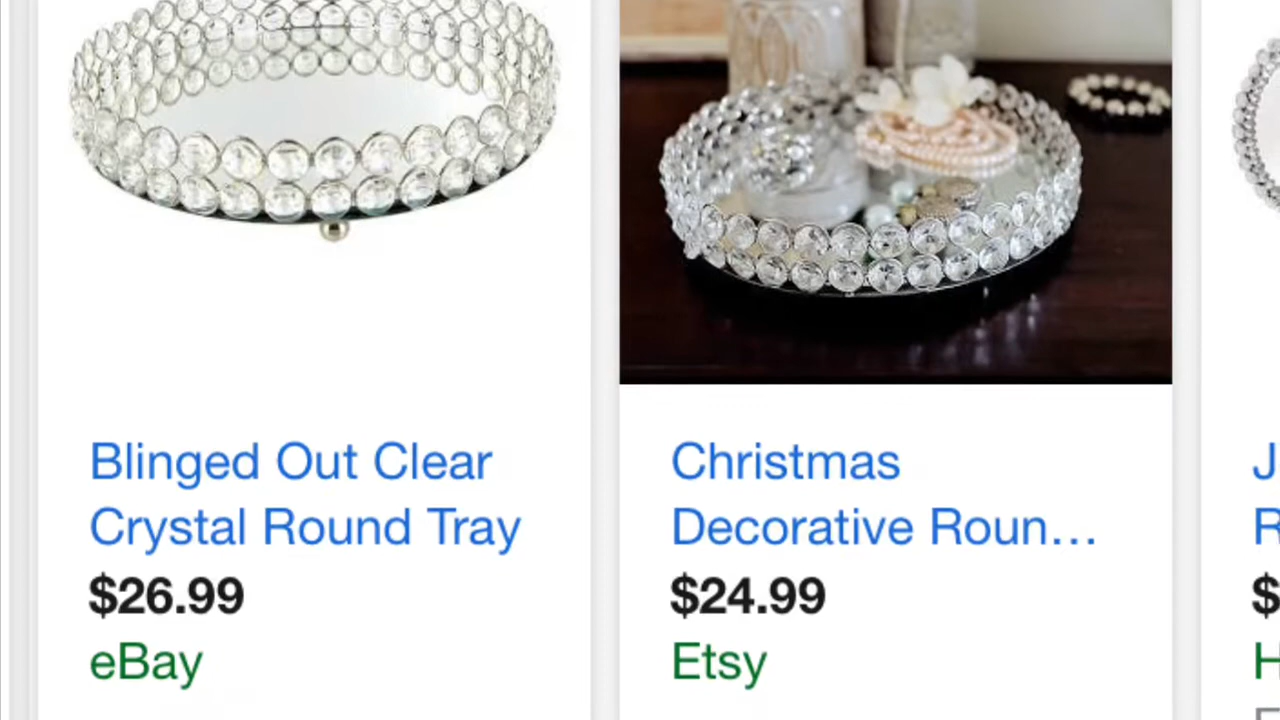 Blinged Out Clear
Crystal Round Tray
$26.99
eBay
Christmas
Decorative Roun...
$24.99
Etsy
J
R
$
H